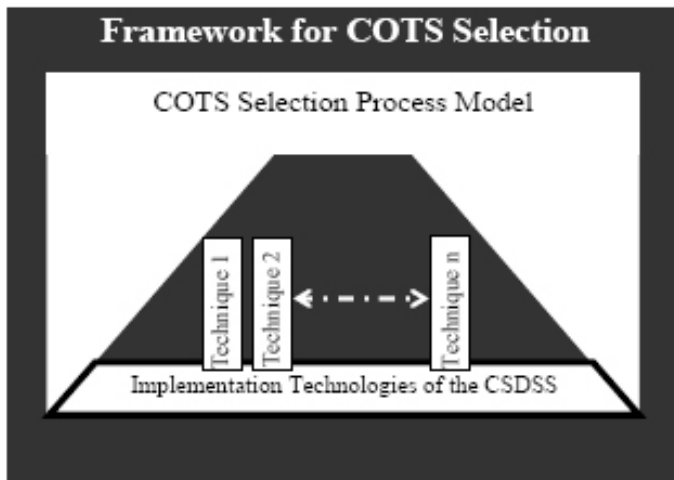 Framework for COTS Selection
COTS Selection Process Model
Technique 1
Technique 2
Technique n
Implementation Technologies of the CSDSS